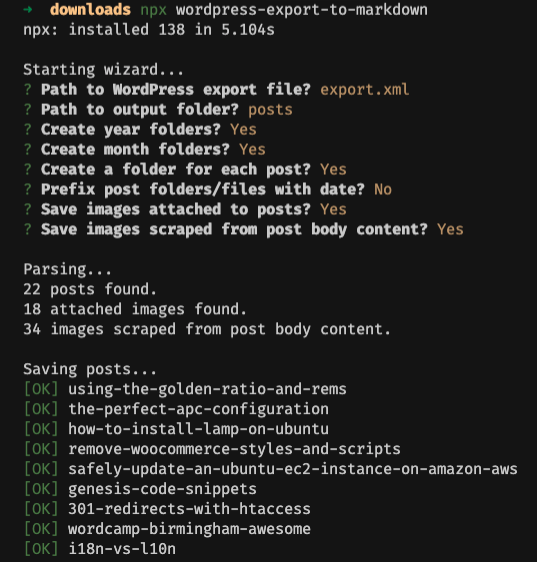 → downloads npx wordpress-export-to-markdown
npx: installed 138 in 5.104s
Starting wizard...
? Path to WordPress export file? export.xml
? Path to output folder? posts
? Create year folders? Yes
? Create month folders? Yes
? Create a folder for each post? Yes
? Prefix post folders/files with date? No
? Save images attached to posts? Yes
? Save images scraped from post body content? Yes
Parsing...
22 posts found.
18 attached images found.
34 images scraped from post body content.
Saving posts...
[OK] using-the-golden-ratio-and-rems
[OK] the-perfect-apc-configuration
[OK] how-to-install-lamp-on-ubuntu
[OK] remove-woocommerce-styles-and-scripts
[OK] safely-update-an-ubuntu-ec2-instance-on-amazon-aws
[OK] genesis-code-snippets
[OK] 301-redirects-with-htaccess
[OK] wordcamp-birmingham-awesome
[OK] i18n-vs-l10n